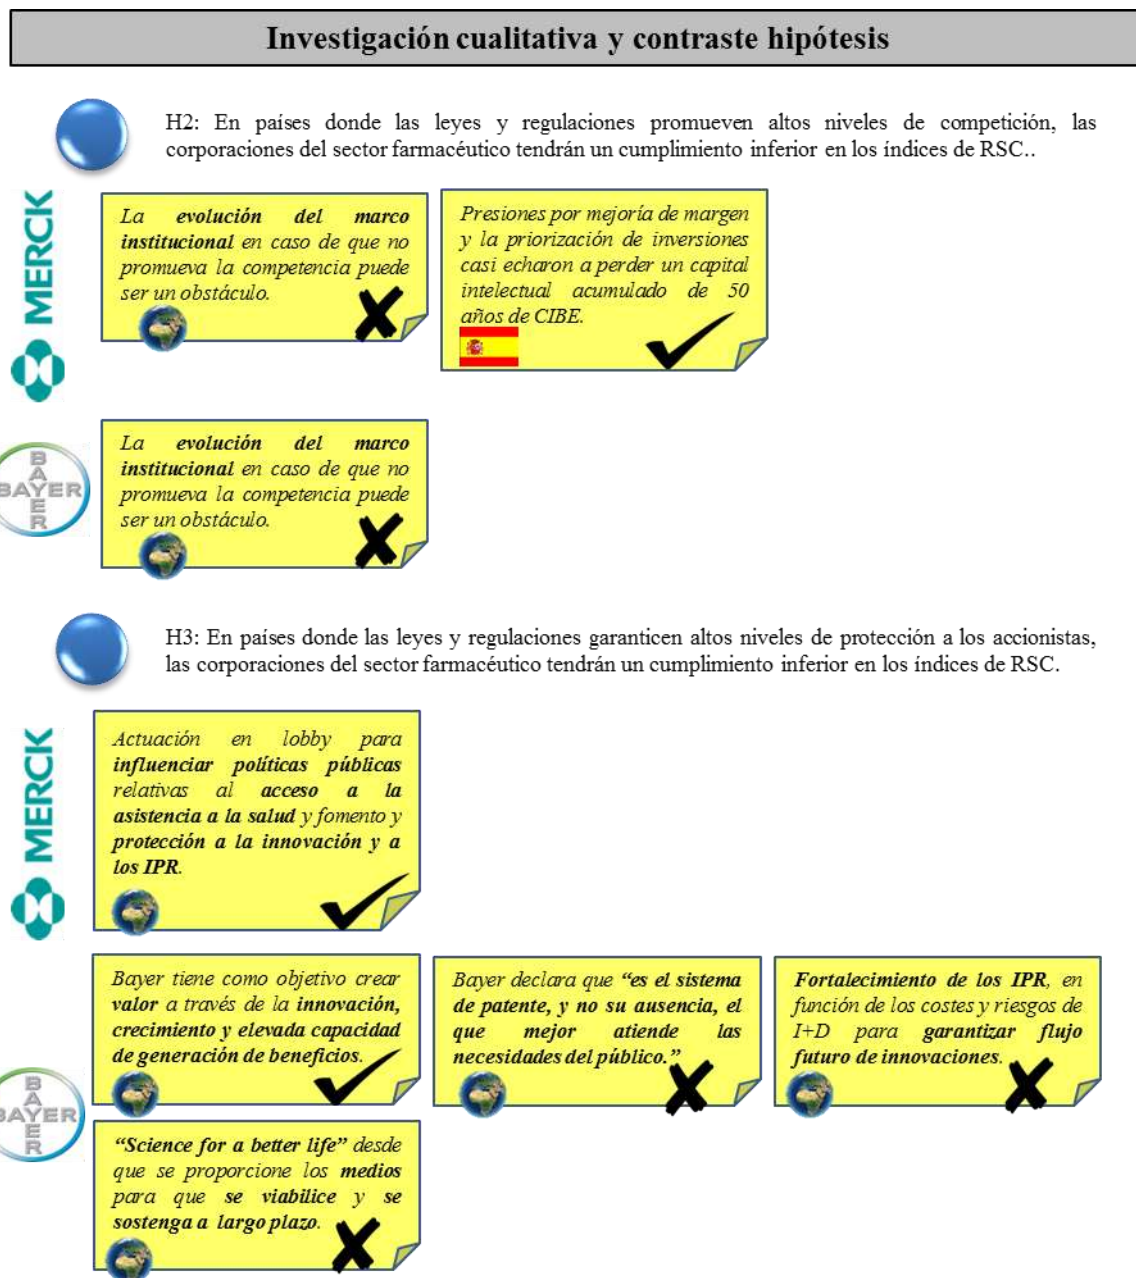 Investigación cualitativa y contraste hipótesis
H2: En países donde las leyes y regulaciones promueven altos niveles de competición, las
corporaciones del sector farmacéutico tendrán un cumplimiento inferior en los índices de RSC..
MERCK
La evolución del marco
institucional en caso de que no
promueva la competencia puede
ser un obstáculo.
Presiones por mejoría de margen
y la priorización de inversiones
casi echaron a perder un capital
intelectual acumulado de 50
años de CIBE.
BAYER
BAYER
La evolución del marco
institucional en caso de que no
promueva la competencia puede
ser un obstáculo.
H3: En países donde las leyes y regulaciones garanticen altos niveles de protección a los accionistas,
las corporaciones del sector farmacéutico tendrán un cumplimiento inferior en los índices de RSC.
MERCK
Actuación en lobby para
influenciar políticas públicas
relativas al acceso a la
asistencia a la salud y fomento y
protección a la innovación y a
los IPR.
BAYER
BAYER
Bayer tiene como objetivo crear
valor a través de la innovación,
crecimiento y elevada capacidad
de generación de beneficios.
Bayer declara que “es el sistema
de patente, y no su ausencia, el
que mejor atiende las
necesidades del público.”
Fortalecimiento de los IPR, en
función de los costes y riesgos de
I+D para garantizar flujo
futuro de innovaciones.
“Science for a better life” desde
que se proporcione los medios
para que se viabilice y se
sostenga a largo plazo.